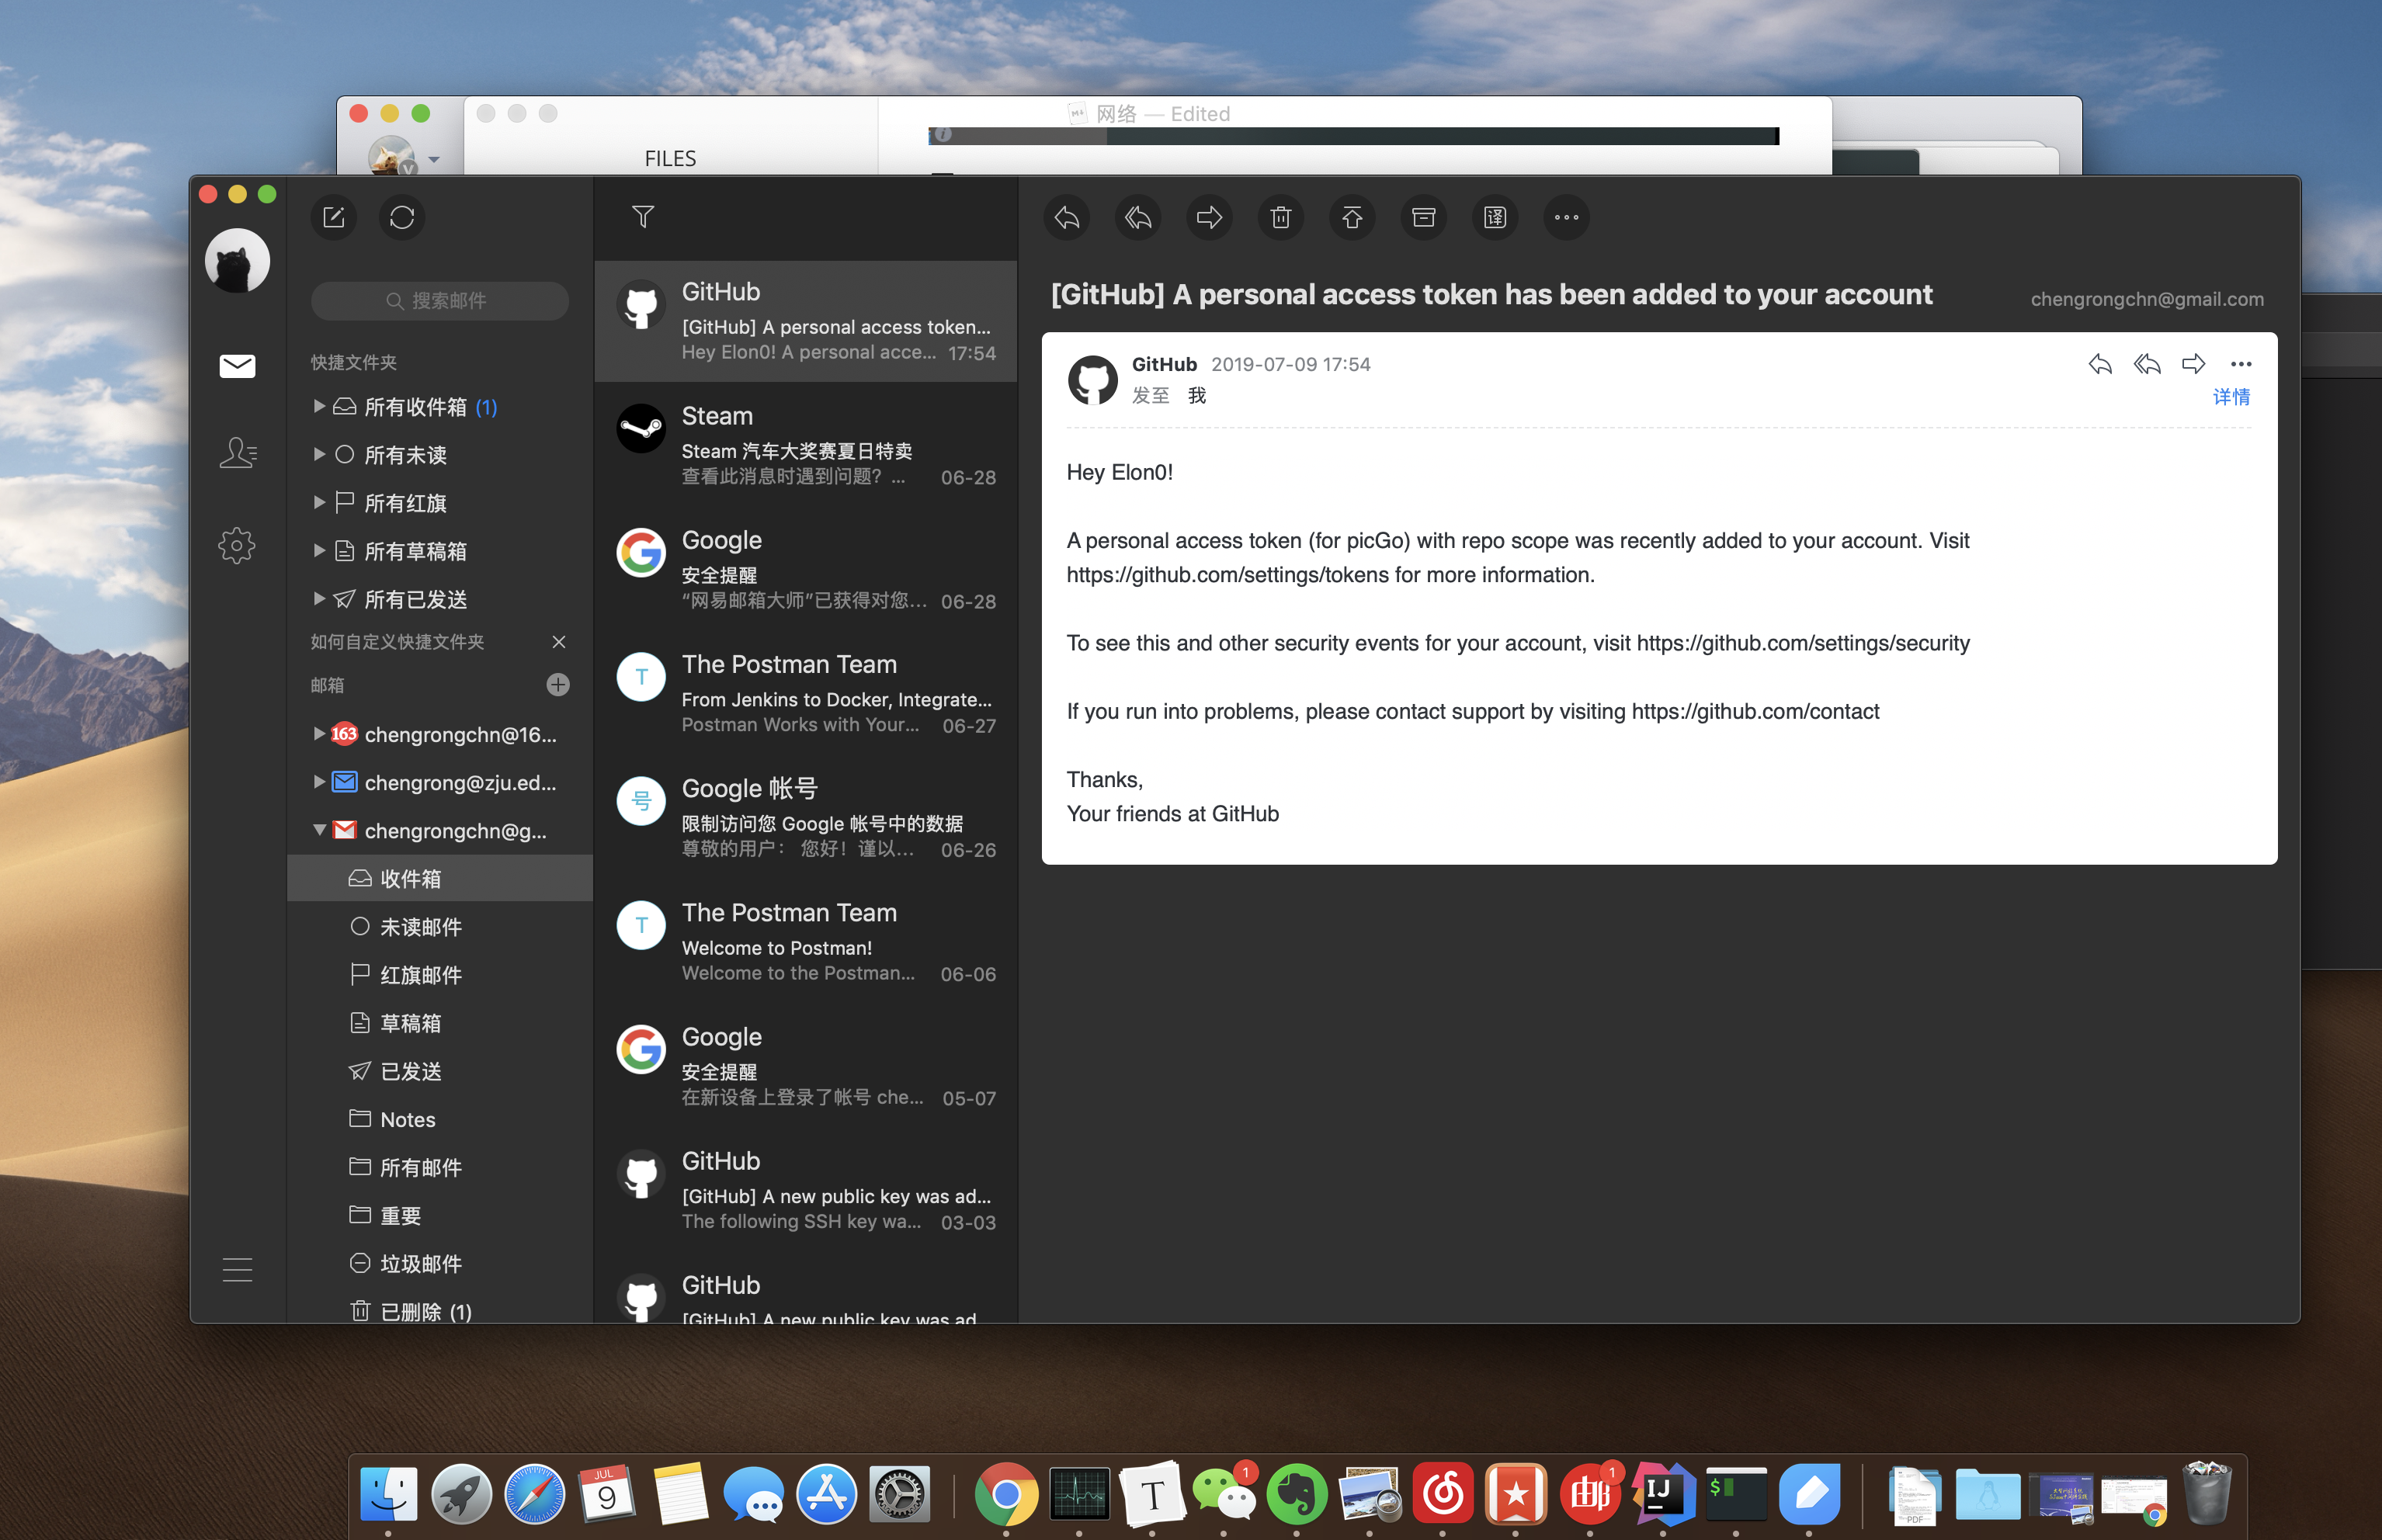 网络 — Edited
FILES
搜索邮件
快捷文件夹
所有收件箱 (1)
所有未读
所有红旗
所有草稿箱
所有已发送
如何自定义快捷文件夹
邮箱
163 chengrongchn@16...
chengrong@zju.ed...
chengrongchn@g...
收件箱
未读邮件
红旗邮件
草稿箱
已发送
Notes
所有邮件
重要
垃圾邮件
已删除 (1)
GitHub
[GitHub] A personal access token...
Hey Elon0! A personal acce... 17:54
Steam
Steam 汽车大奖赛夏日特卖
查看此消息时遇到问题？... 06-28
Google
安全提醒
“网易邮箱大师”已获得对您... 06-28
The Postman Team
From Jenkins to Docker, Integrate...
Postman Works with Your... 06-27
号
Google 帐号
限制访问您 Google 帐号中的数据
尊敬的用户： 您好！谨以... 06-26
The Postman Team
Welcome to Postman!
Welcome to the Postman... 06-06
Google
安全提醒
在新设备上登录了帐号 che... 05-07
GitHub
[GitHub] A new public key was ad...
The following SSH key wa... 03-03
GitHub
[GitHub] A new public key was ad
译
[GitHub] A personal access token has been added to your account
chengrongchn@gmail.com
GitHub 2019-07-09 17:54
发至 我
详情
Hey Elon0!
A personal access token (for picGo) with repo scope was recently added to your account. Visit
https://github.com/settings/tokens for more information.
To see this and other security events for your account, visit https://github.com/settings/security
If you run into problems, please contact support by visiting https://github.com/contact
Thanks,
Your friends at GitHub
JUL
9
T
1
邮
1
IJ
$
PDF